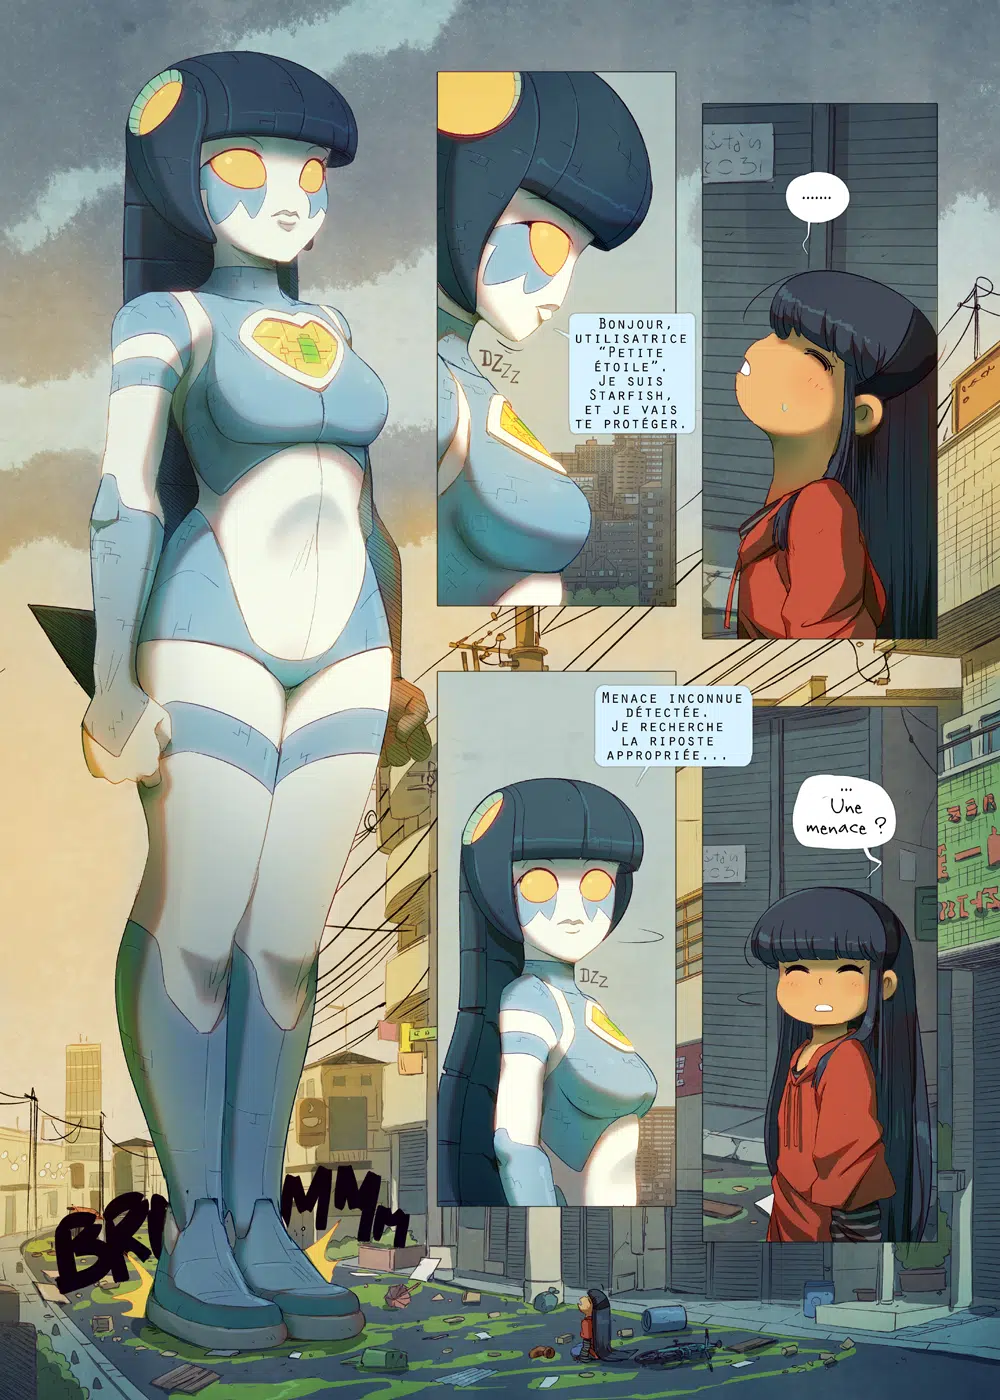 DZZZ
BONJOUR,
UTILISATRICE
"PETITE
ÉTOILE".
JE SUIS
STARFISH,
ET JE VAIS
TE PROTÉGER.
.......
MENACE INCONNUE
DÉTECTÉE.
JE RECHERCHE
LA RIPOSTE
APPROPRIÉE...
DZZ
...
Une
menace ?